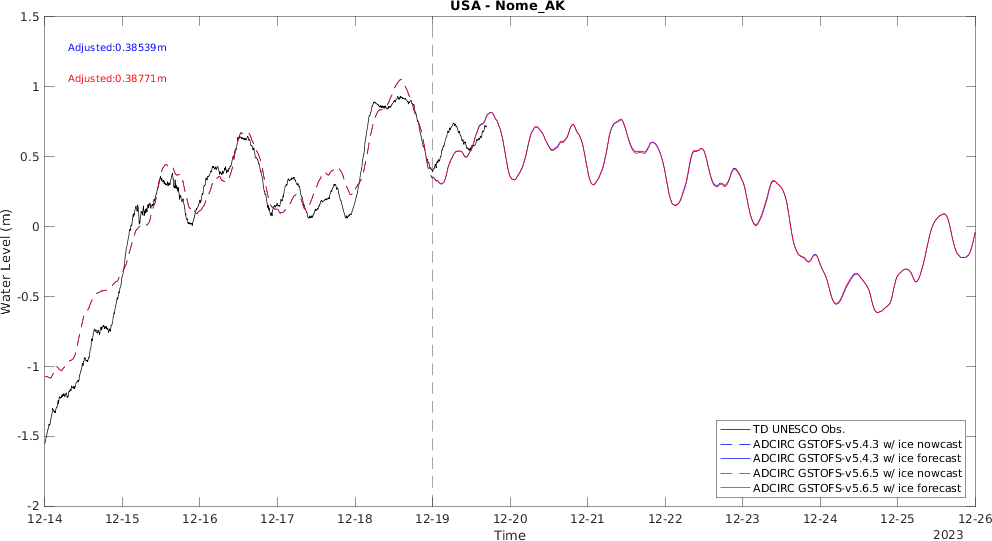 USA - Nome_AK
Adjusted:0.38539m
Adjusted:0.38771m
Water Level (m)
1.5
1
0.5
0
-0.5
-1
-1.5
-2
TD UNESCO Obs.
ADCIRC GSTOFS-v5.4.3 w/ ice nowcast
ADCIRC GSTOFS-v5.4.3 w/ ice forecast
ADCIRC GSTOFS-v5.6.5 w/ ice nowcast
ADCIRC GSTOFS-v5.6.5 w/ ice forecast
12-14 12-15 12-16 12-17 12-18 12-19 12-20 12-21 12-22 12-23 12-24 12-25 12-26
Time
2023